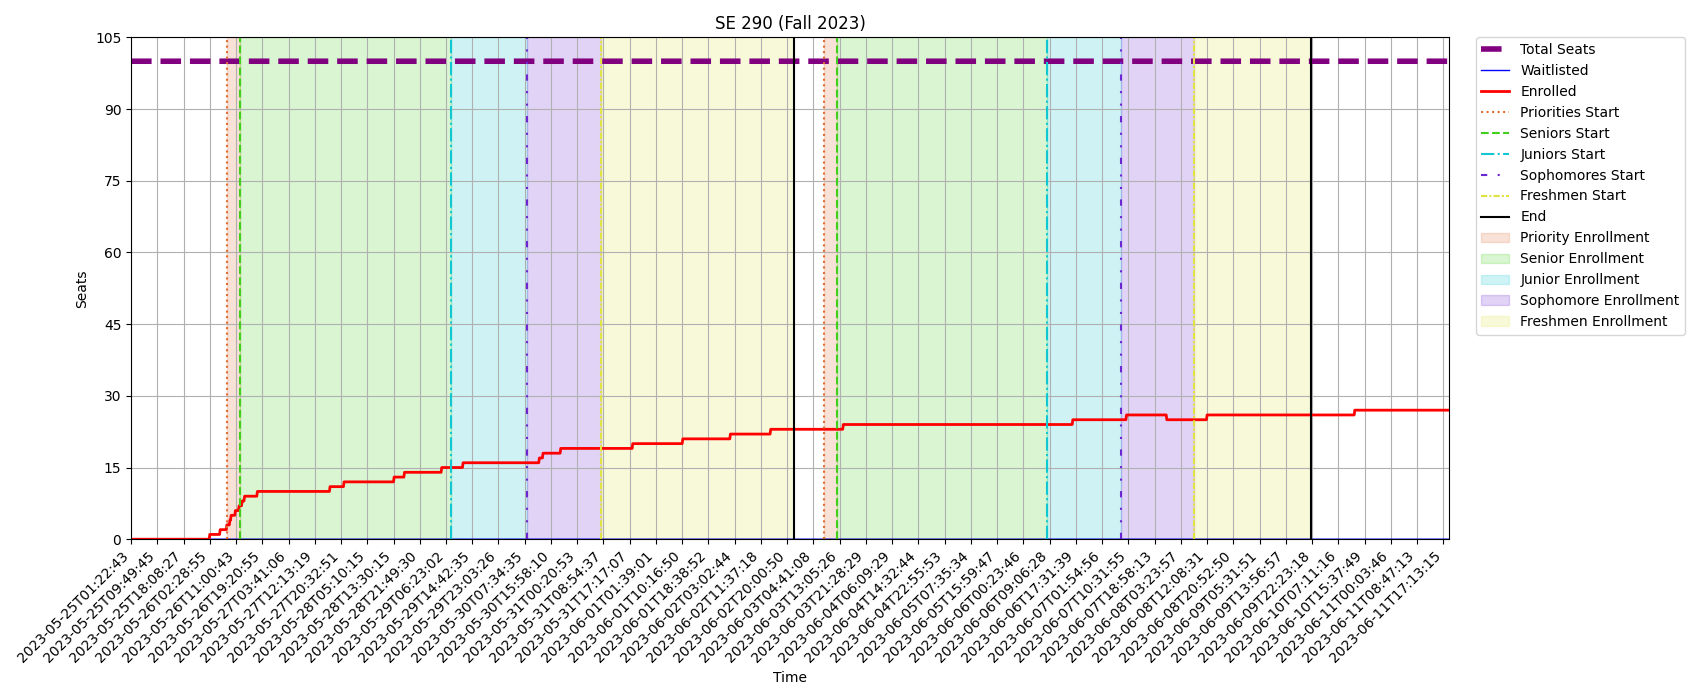 SE 290 (Fall 2023)
105
90
75
60
45
30
15
0
Seats
2023-05-25T01:22:43
2023-05-25T09:49:45
2023-05-25T18:08:27
2023-05-26T02:28:55
2023-05-26T11:00:43
2023-05-26T19:20:55
2023-05-27T03:41:06
2023-05-27T12:13:19
2023-05-27T20:32:51
2023-05-28T05:10:15
2023-05-28T13:30:15
2023-05-28T21:49:30
2023-05-29T06:23:02
2023-05-29T14:42:35
2023-05-29T23:03:26
2023-05-30T07:34:35
2023-05-30T15:58:10
2023-05-31T00:20:53
2023-05-31T08:54:37
2023-05-31T17:17:07
2023-06-01T01:39:01
2023-06-01T10:16:50
2023-06-01T18:38:52
2023-06-02T03:02:44
2023-06-02T11:37:18
2023-06-02T20:00:50
2023-06-03T04:41:08
2023-06-03T13:05:26
2023-06-03T21:28:29
2023-06-04T06:09:29
2023-06-04T14:32:44
2023-06-04T22:55:53
2023-06-05T07:35:34
2023-06-05T15:59:47
2023-06-06T00:23:46
2023-06-06T09:06:28
2023-06-06T17:31:39
2023-06-07T01:54:56
2023-06-07T10:31:55
2023-06-07T18:58:13
2023-06-08T03:23:57
2023-06-08T12:08:31
2023-06-08T20:52:50
2023-06-09T05:31:51
2023-06-09T13:56:57
2023-06-09T22:23:18
2023-06-10T07:11:16
2023-06-10T15:37:49
2023-06-11T00:03:46
2023-06-11T08:47:13
2023-06-11T17:13:15
Time
Total Seats
Waitlisted
Enrolled
Priorities Start
Seniors Start
Juniors Start
Sophomores Start
Freshmen Start
End
Priority Enrollment
Senior Enrollment
Junior Enrollment
Sophomore Enrollment
Freshmen Enrollment